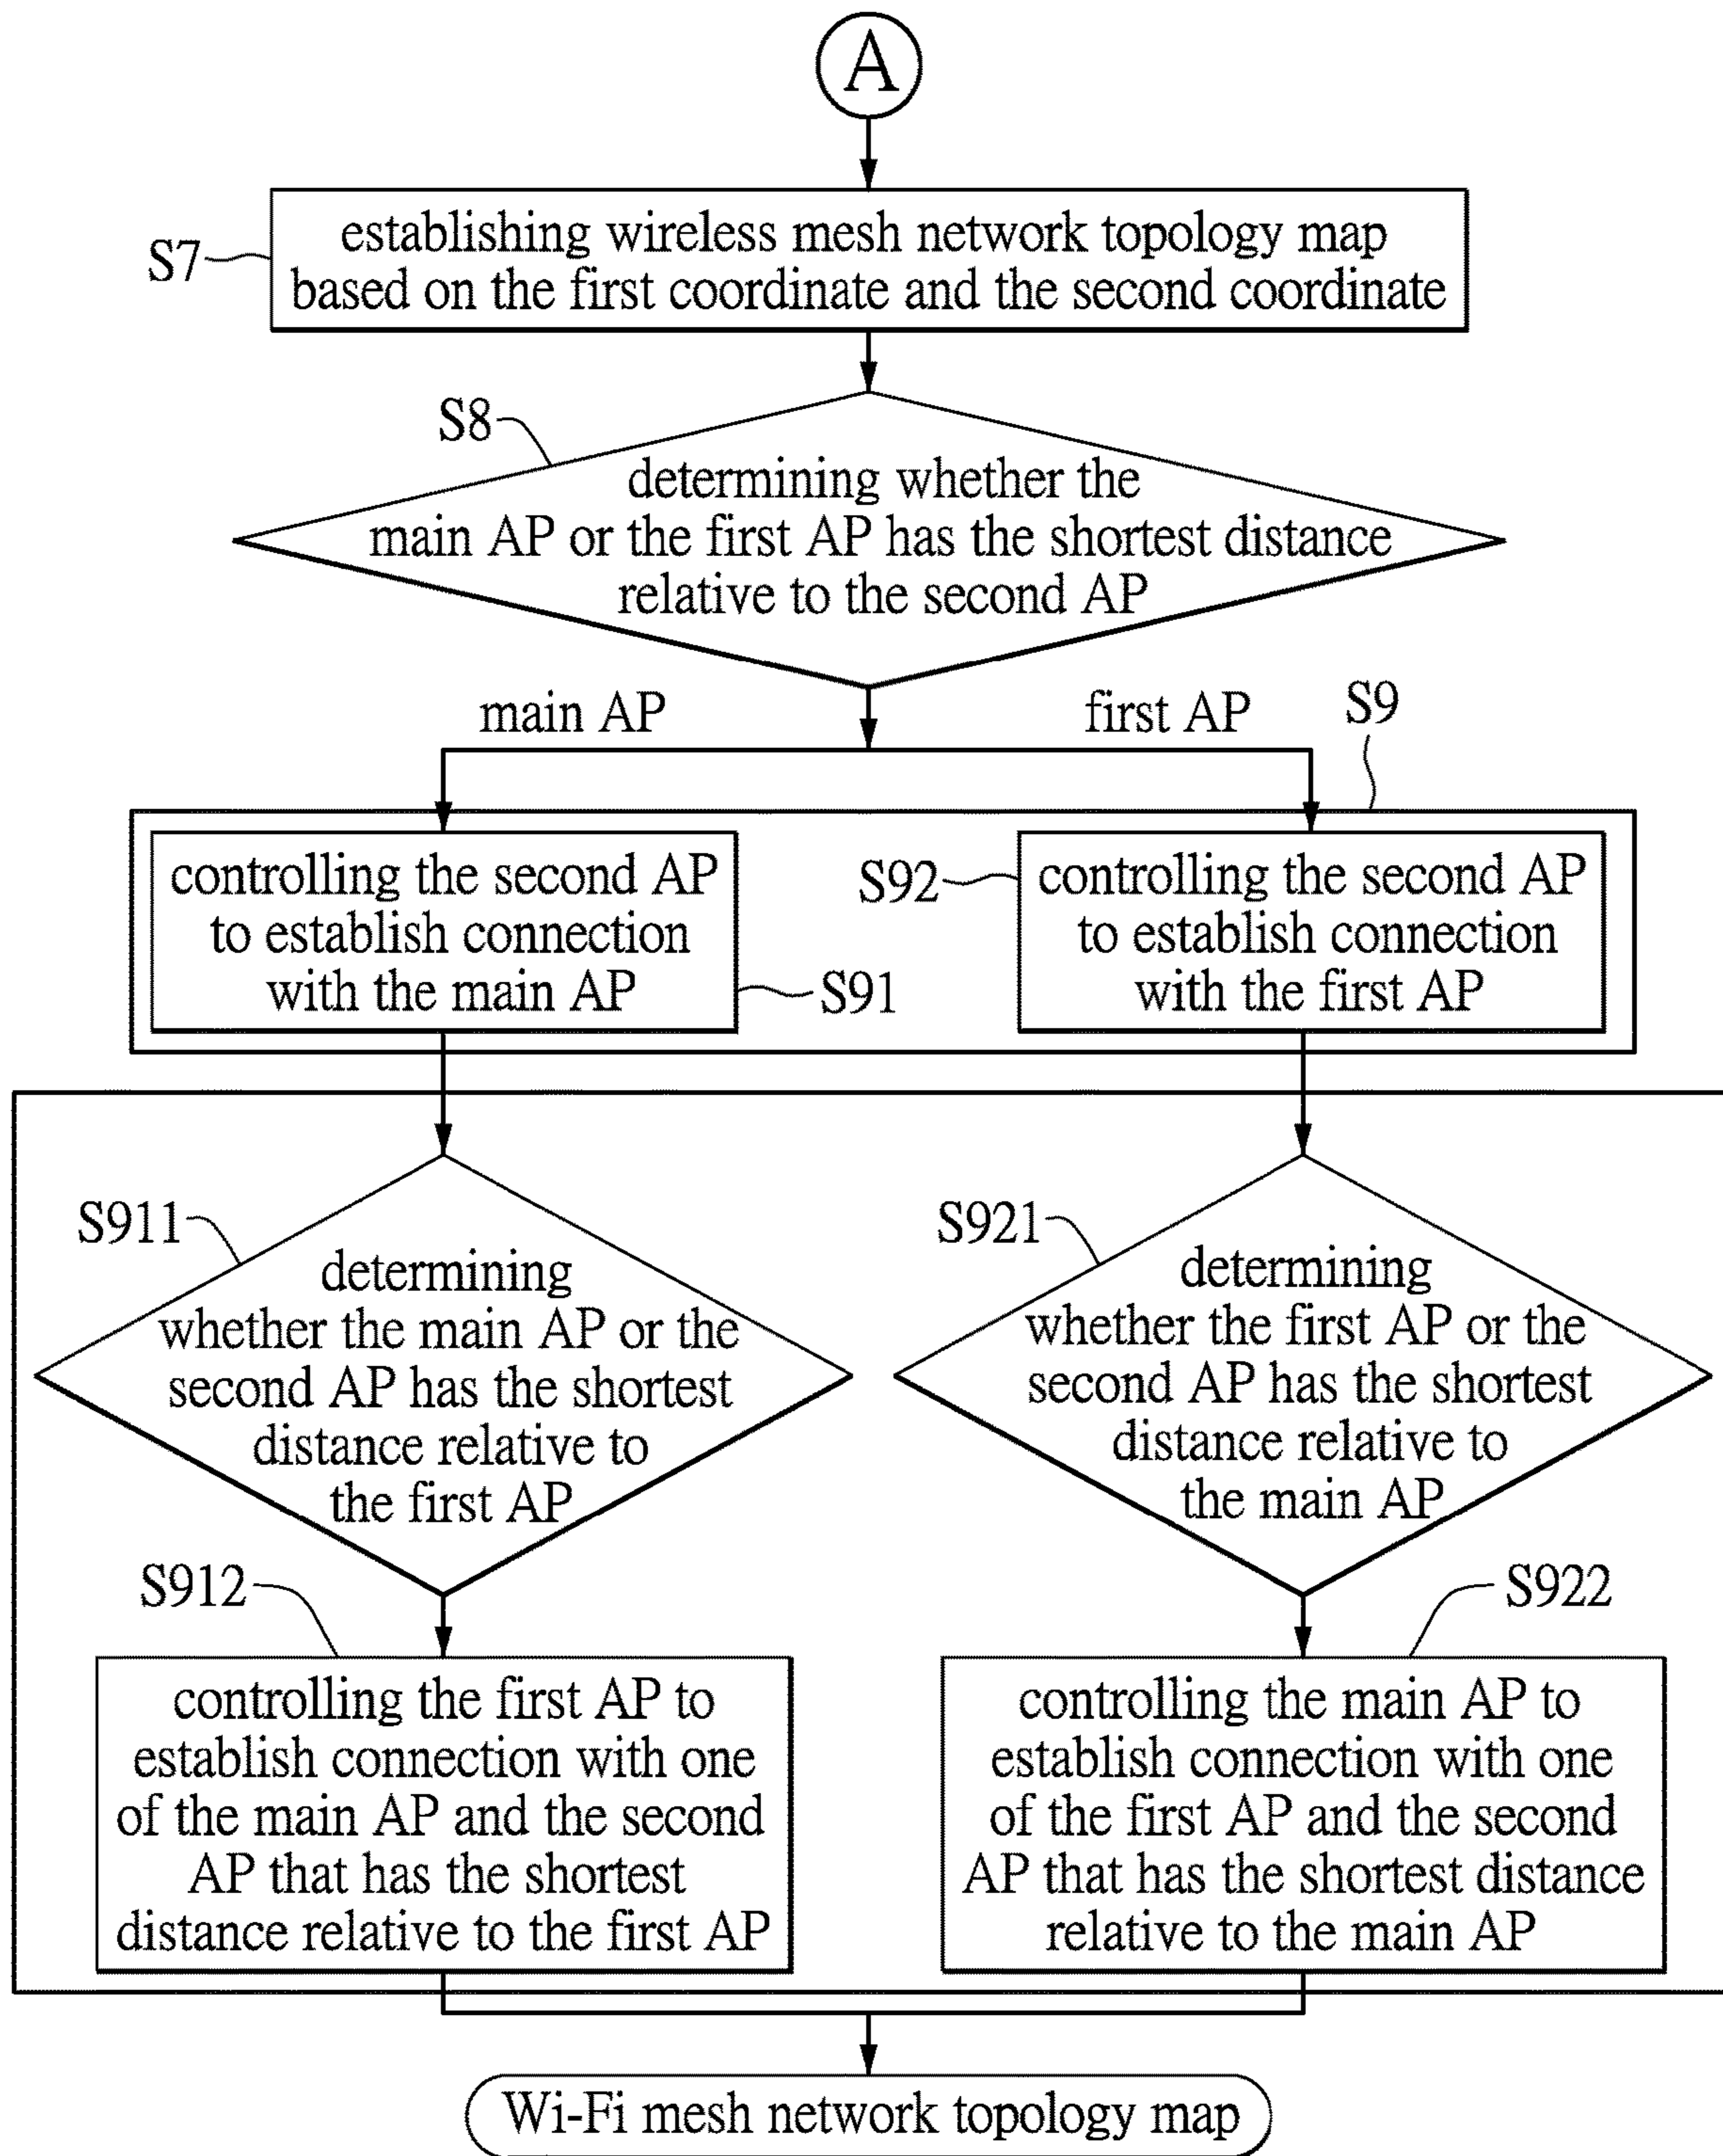 A
S7
establishing wireless mesh network topology map
based on the first coordinate and the second coordinate
S8
determining whether the
main AP or the first AP has the shortest distance
relative to the second AP
main AP
first AP
S9
controlling the second AP
to establish connection
with the main AP
S91
S92
controlling the second AP
to establish connection
with the first AP
S911
determining
whether the main AP or the
second AP has the shortest
distance relative to
the first AP
S921
determining
whether the first AP or the
second AP has the shortest
distance relative to
the main AP
S912
controlling the first AP to
establish connection with one
of the main AP and the second
AP that has the shortest
distance relative to the first AP
S922
controlling the main AP to
establish connection with one
of the first AP and the second
AP that has the shortest distance
relative to the main AP
Wi-Fi mesh network topology map